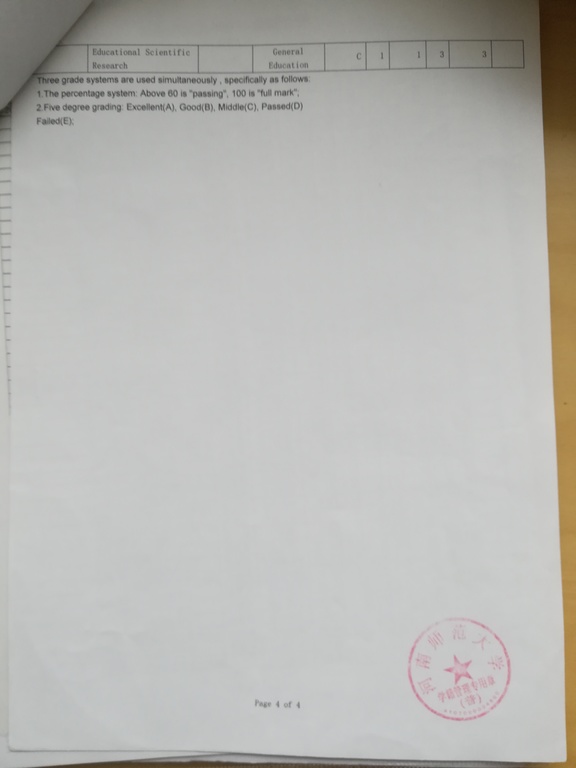 Educational Scientific General C 1 1 3 3
Research Education
Three grade systems are used simultaneously , specifically as follows:
1.The percentage system: Above 60 is "passing", 100 is "full mark";
2.Five degree grading: Excellent(A), Good(B), Middle(C), Passed(D)
Failed(E);
河南师范大学
学籍管理专用章
Page 4 of 4